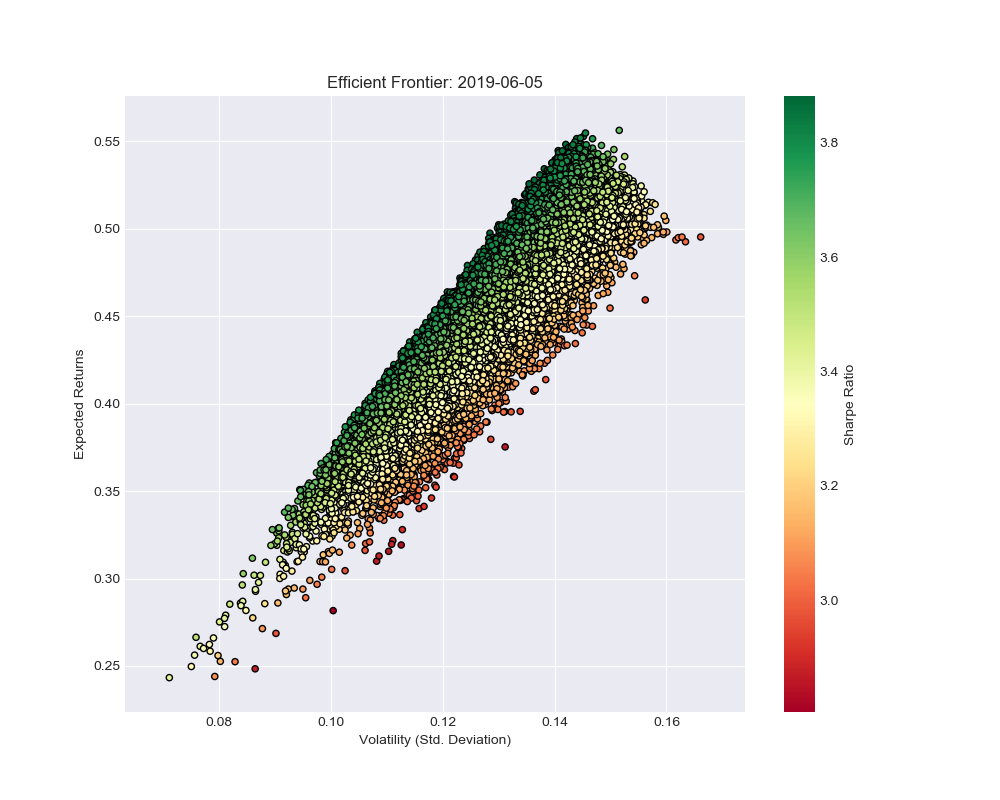 Efficient Frontier: 2019-06-05
0.55
0.50
0.45
0.40
0.35
0.30
0.25
Expected Returns
0.08 0.10 0.12 0.14 0.16
Volatility (Std. Deviation)
3.8
3.6
3.4
3.2
3.0
Sharpe Ratio